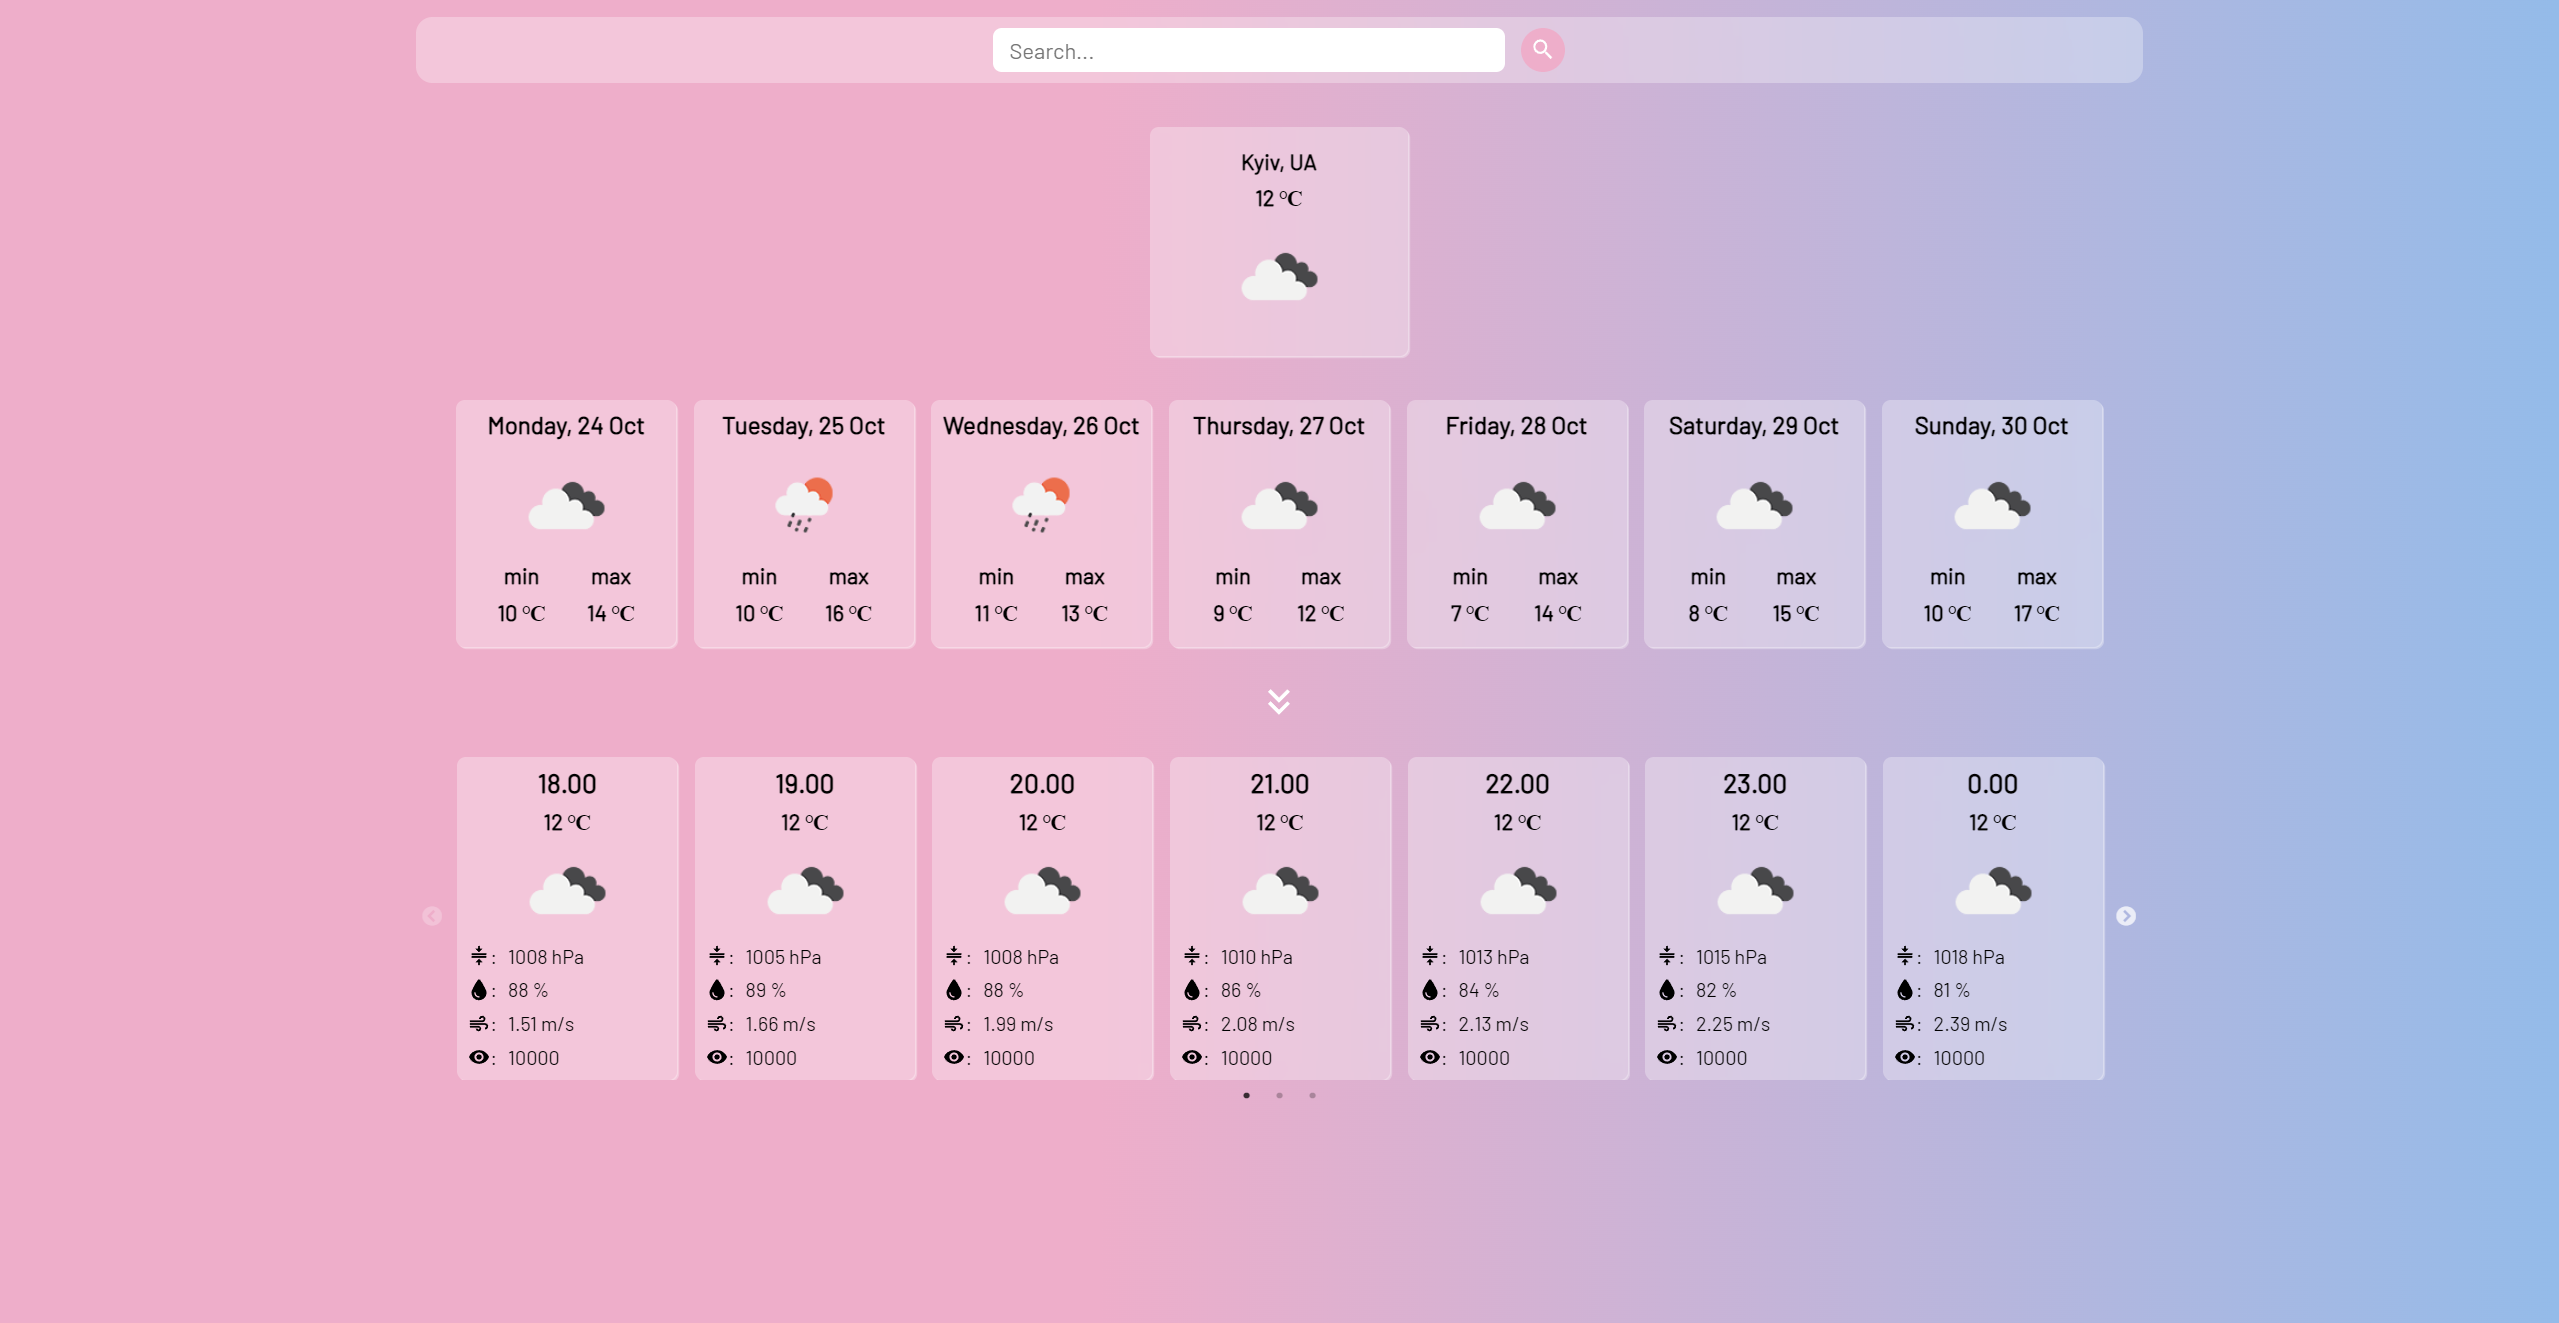 Search...
Kyiv, UA
12 °C
Monday, 24 Oct
min max
10 °C 14 °C
Tuesday, 25 Oct
min max
10 °C 16 °C
Wednesday, 26 Oct
min max
11 °C 13 °C
Thursday, 27 Oct
min max
9 °C 12 °C
Friday, 28 Oct
min max
7 °C 14 °C
Saturday, 29 Oct
min max
8 °C 15 °C
Sunday, 30 Oct
min max
10 °C 17 °C
18.00
12 °C
: 1008 hPa
: 88 %
: 1.51 m/s
: 10000
19.00
12 °C
: 1005 hPa
: 89 %
: 1.66 m/s
: 10000
20.00
12 °C
: 1008 hPa
: 88 %
: 1.99 m/s
: 10000
21.00
12 °C
: 1010 hPa
: 86 %
: 2.08 m/s
: 10000
22.00
12 °C
: 1013 hPa
: 84 %
: 2.13 m/s
: 10000
23.00
12 °C
: 1015 hPa
: 82 %
: 2.25 m/s
: 10000
0.00
12 °C
: 1018 hPa
: 81 %
: 2.39 m/s
: 10000